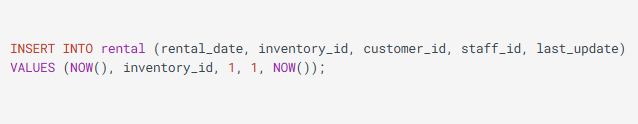 INSERT INTO rental (rental_date, inventory_id, customer_id, staff_id, last_update)
VALUES (NOW(), inventory_id, 1, 1, NOW());